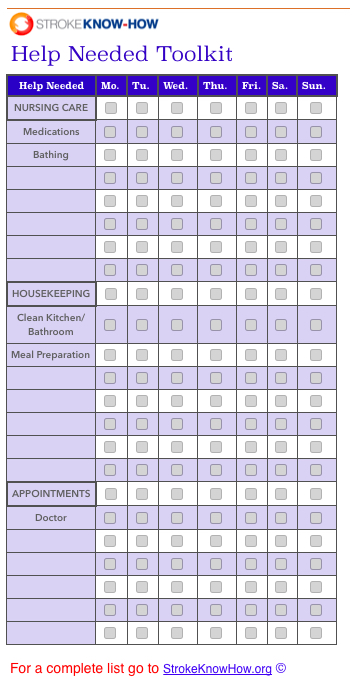 STROKEKNOW-HOW
Help Needed Toolkit
Help Needed Mo. Tu. Wed. Thu. Fri. Sa. Sun.
NURSING CARE
Medications
Bathing
HOUSEKEEPING
Clean Kitchen/
Bathroom
Meal Preparation
APPOINTMENTS
Doctor
For a complete list go to StrokeKnowHow.org ©